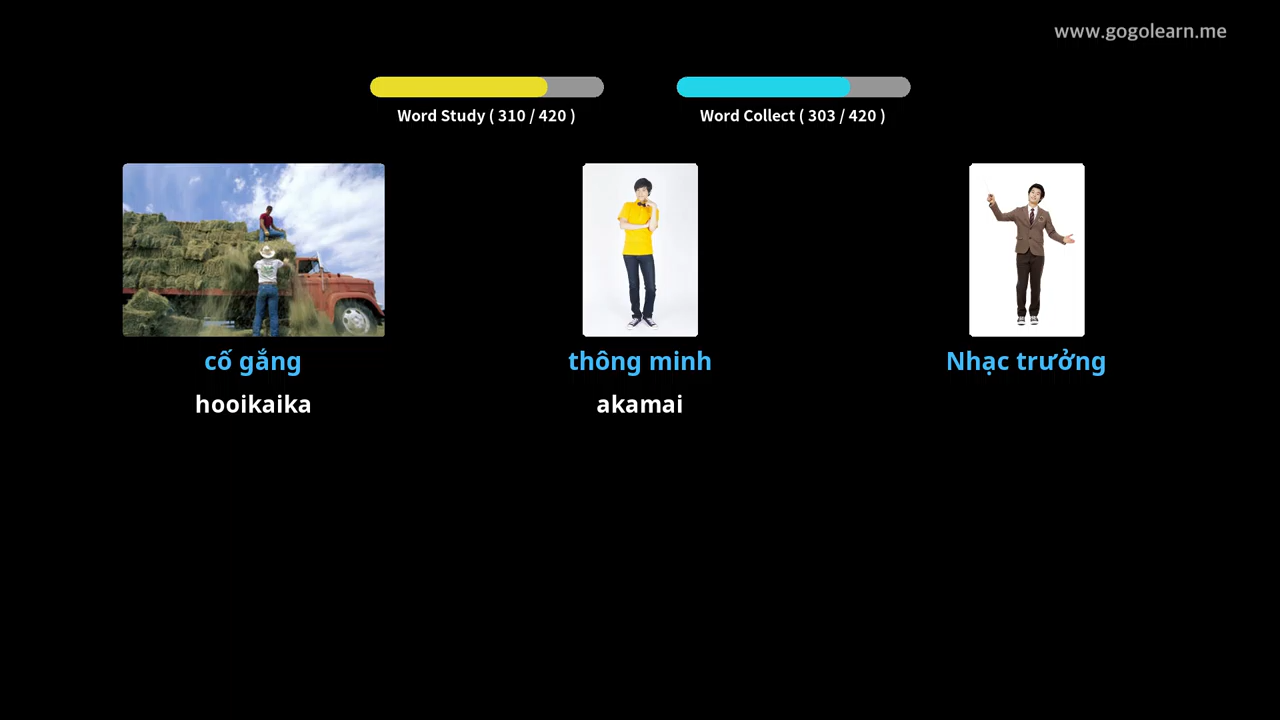 www.gogolearn.me
Word Study ( 310 / 420 )
Word Collect ( 303 / 420 )
cố gắng
thông minh
Nhạc trưởng
hooikaika
akamai